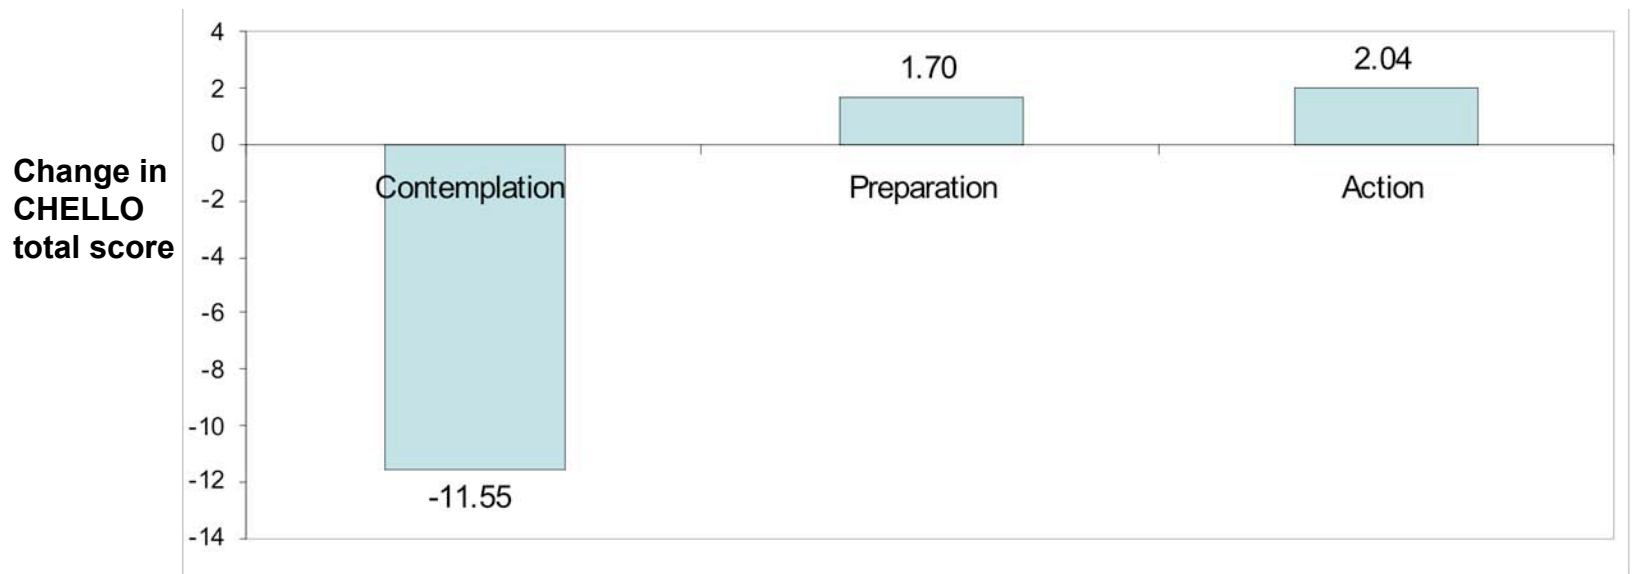 4
2
0
-2
-4
-6
-8
-10
-12
-14
Change in
CHELLO
total score
1.70
2.04
Contemplation
Preparation
Action
-11.55